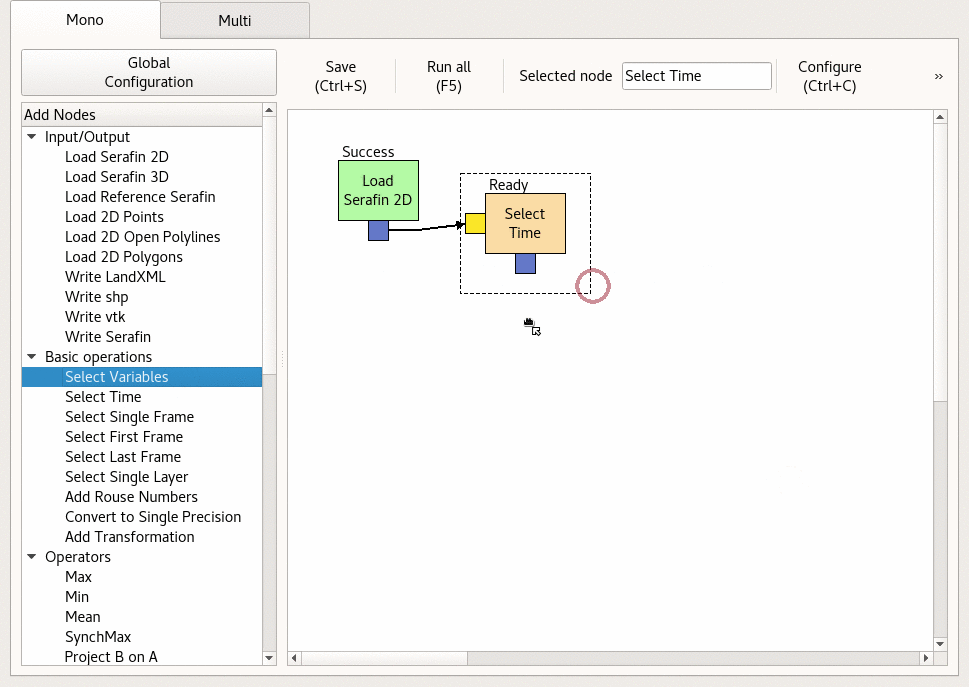 Mono
Multi
Global
Configuration
Save
(Ctrl+S)
Run all
(F5)
Selected node
Select Time
Configure
(Ctrl+C)
»
Add Nodes
Input/Output
Load Serafin 2D
Load Serafin 3D
Load Reference Serafin
Load 2D Points
Load 2D Open Polylines
Load 2D Polygons
Write LandXML
Write shp
Write vtk
Write Serafin
Basic operations
Select Variables
Select Time
Select Single Frame
Select First Frame
Select Last Frame
Select Single Layer
Add Rouse Numbers
Convert to Single Precision
Add Transformation
Operators
Max
Min
Mean
SynchMax
Project B on A
Success
Load
Serafin 2D
Ready
Select
Time